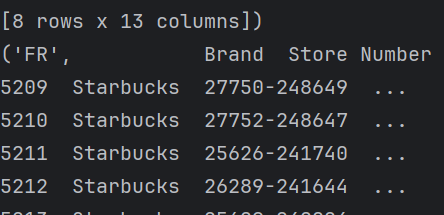 [8 rows x 13 columns])
('FR',           Brand  Store Number
5209  Starbucks  27750-248649  ...
5210  Starbucks  27752-248647  ...
5211  Starbucks  25626-241740  ...
5212  Starbucks  26289-241644  ...